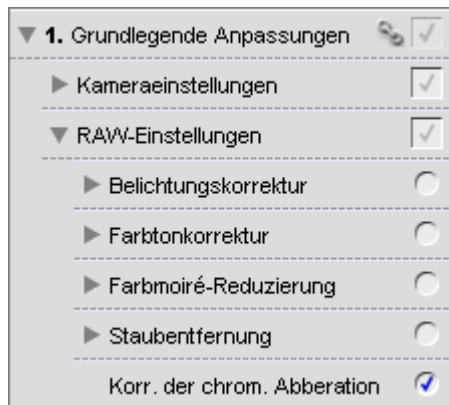 1. Grundlegende Anpassungen
Kameraeinstellungen
RAW-Einstellungen
Belichtungskorrektur
Farbtonkorrektur
Farbmoiré-Reduzierung
Staubentfernung
Korr. der chrom. Abberation